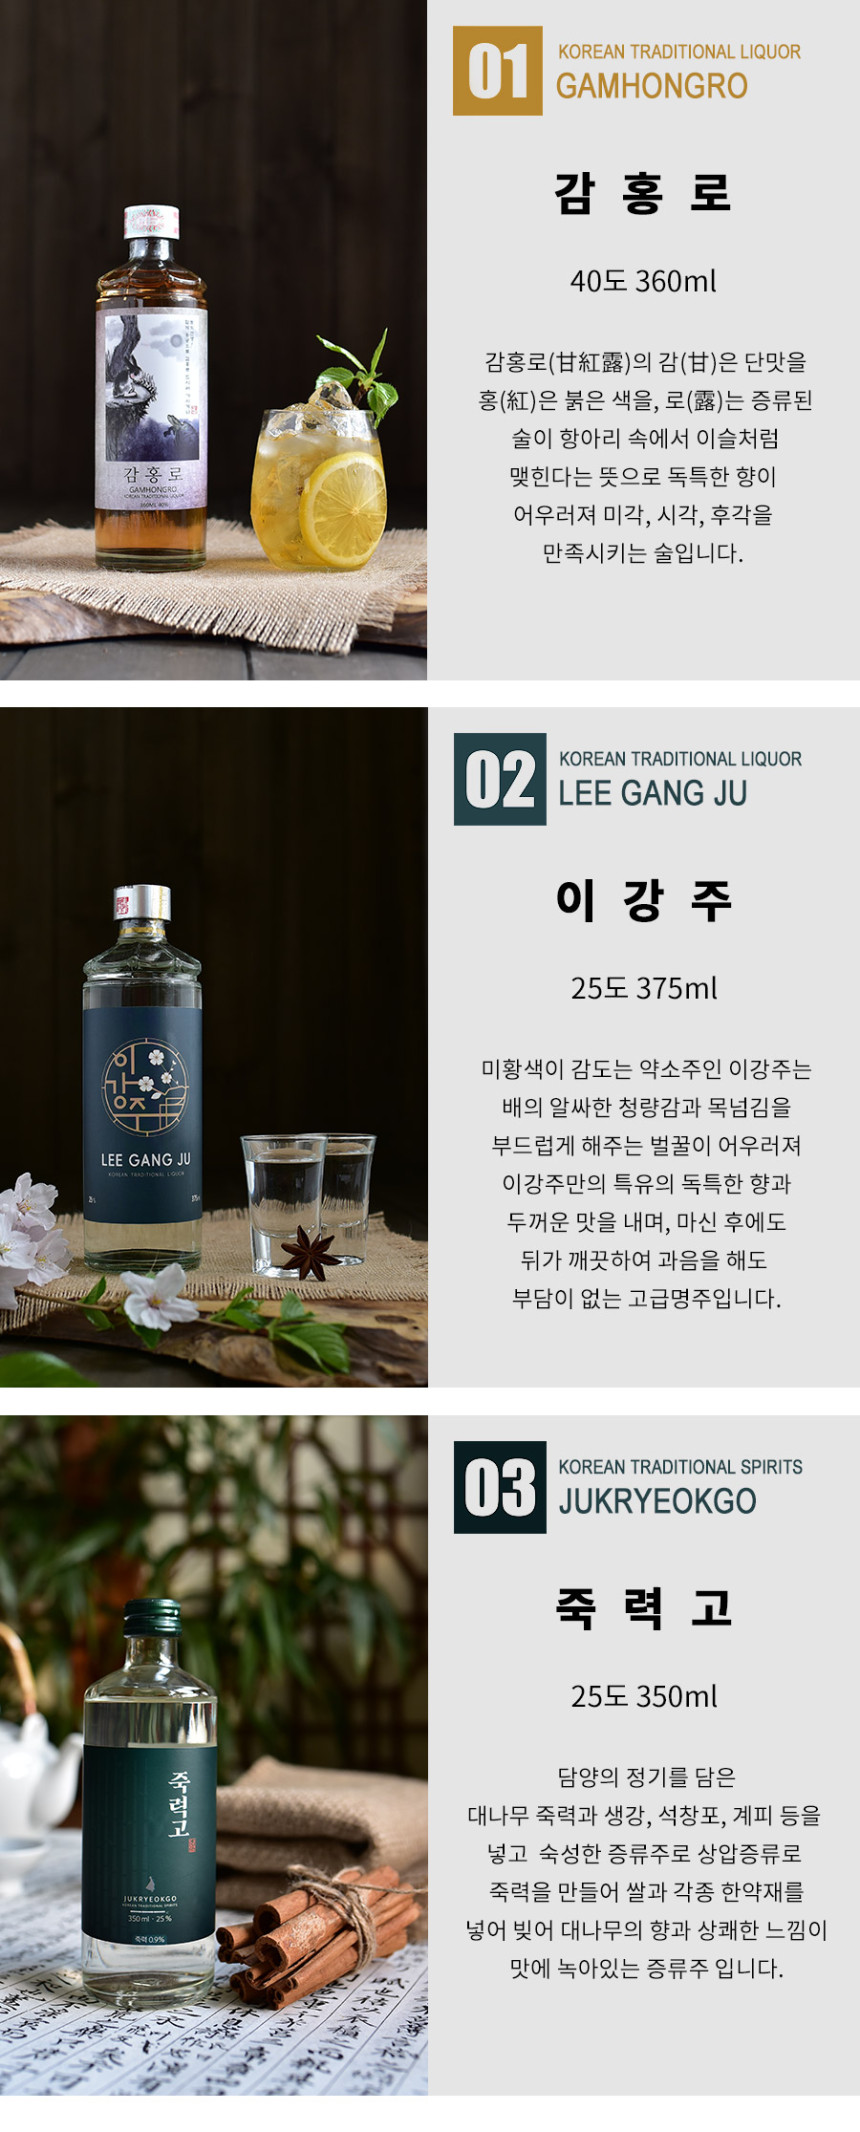 01
KOREAN TRADITIONAL LIQUOR
GAMHONGRO
감 홍 로
40도 360ml
감홍로(甘紅露)의 감(甘)은 단맛을
홍(紅)은 붉은 색을, 로(露)는 증류된
술이 항아리 속에서 이슬처럼
맺힌다는 뜻으로 독특한 향이
어우러져 미각, 시각, 후각을
만족시키는 술입니다.
감홍로
GAMHONGRO
KOREAN TRADITIONAL LIQUOR
360ML 40%
02
KOREAN TRADITIONAL LIQUOR
LEE GANG JU
이 강 주
25도 375ml
미황색이 감도는 약소주인 이강주는
배의 알싸한 청량감과 목넘김을
부드럽게 해주는 벌꿀이 어우러져
이강주만의 특유의 독특한 향과
두꺼운 맛을 내며, 마신 후에도
뒤가 깨끗하여 과음을 해도
부담이 없는 고급명주입니다.
이
강주
LEE GANG JU
KOREAN TRADITIONAL LIQUOR
25%
375ml
03
KOREAN TRADITIONAL SPIRITS
JUKRYEOKGO
죽 력 고
25도 350ml
담양의 정기를 담은
대나무 죽력과 생강, 석창포, 계피 등을
넣고 숙성한 증류주로 상압증류로
죽력을 만들어 쌀과 각종 한약재를
넣어 빚어 대나무의 향과 상쾌한 느낌이
맛에 녹아있는 증류주 입니다.
죽력고
JUKRYEOKGO
KOREAN TRADITIONAL SPIRITS
350 ml · 25 %
죽력 0.9%